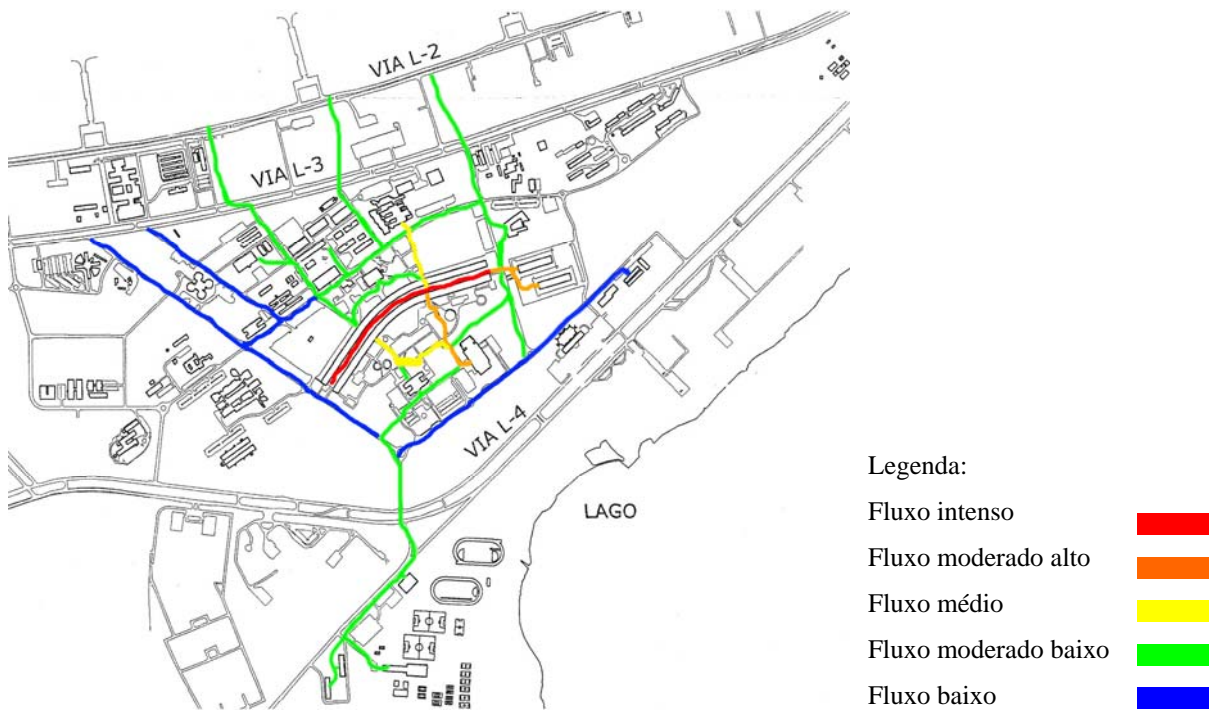 VIA L-2
VIA L-3
VIA L-4
LAGO
Legenda:
Fluxo intenso
Fluxo moderado alto
Fluxo médio
Fluxo moderado baixo
Fluxo baixo